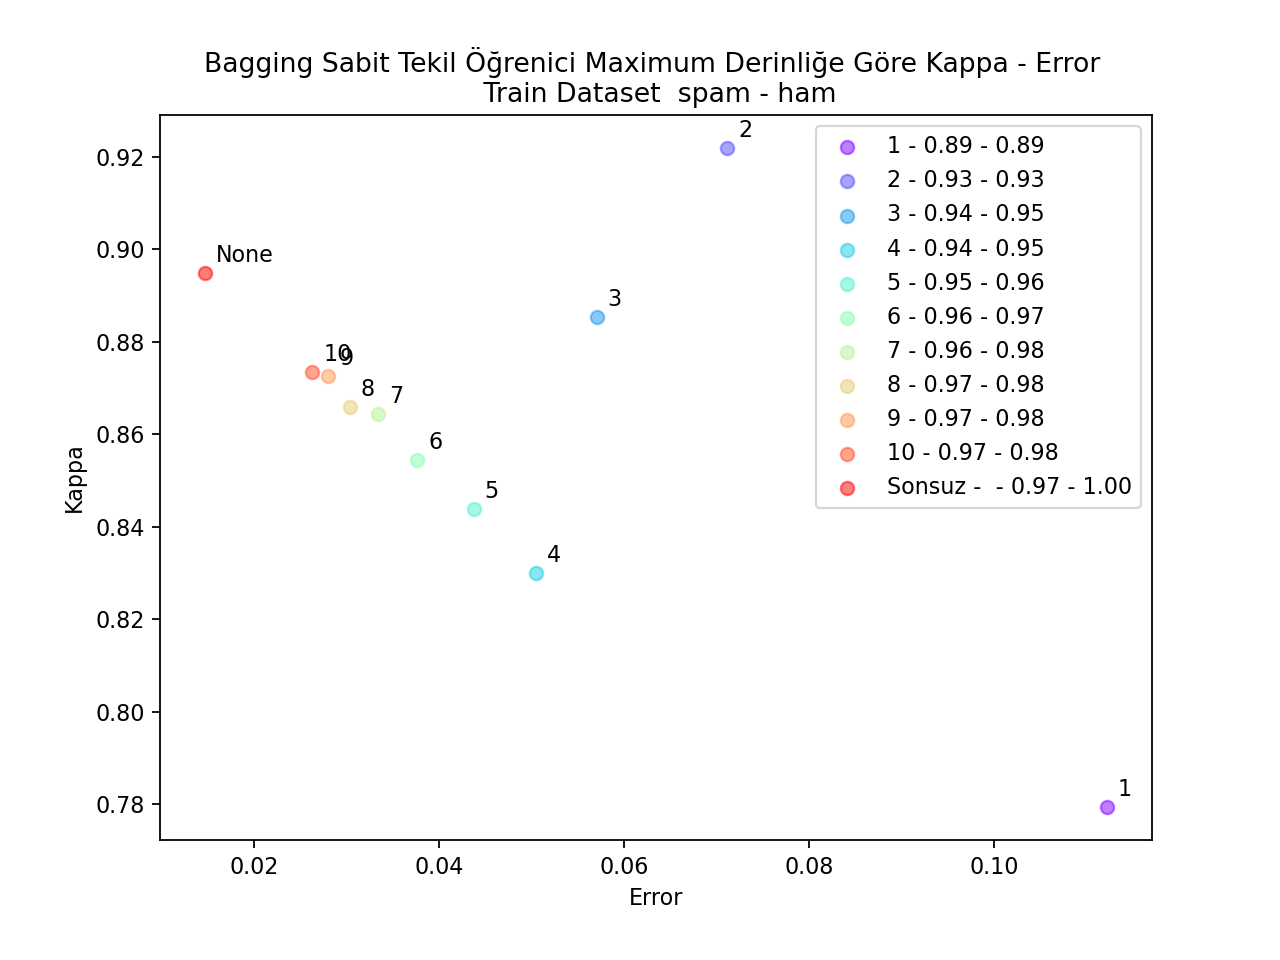 Bagging Sabit Tekil Öğrenici Maximum Derinliğe Göre Kappa - Error
Train Dataset  spam - ham
Kappa
0.92
0.90
0.88
0.86
0.84
0.82
0.80
0.78
2
None
3
10
9
8
7
6
5
4
1
1 - 0.89 - 0.89
2 - 0.93 - 0.93
3 - 0.94 - 0.95
4 - 0.94 - 0.95
5 - 0.95 - 0.96
6 - 0.96 - 0.97
7 - 0.96 - 0.98
8 - 0.97 - 0.98
9 - 0.97 - 0.98
10 - 0.97 - 0.98
Sonsuz -  - 0.97 - 1.00
0.02 0.04 0.06 0.08 0.10
Error